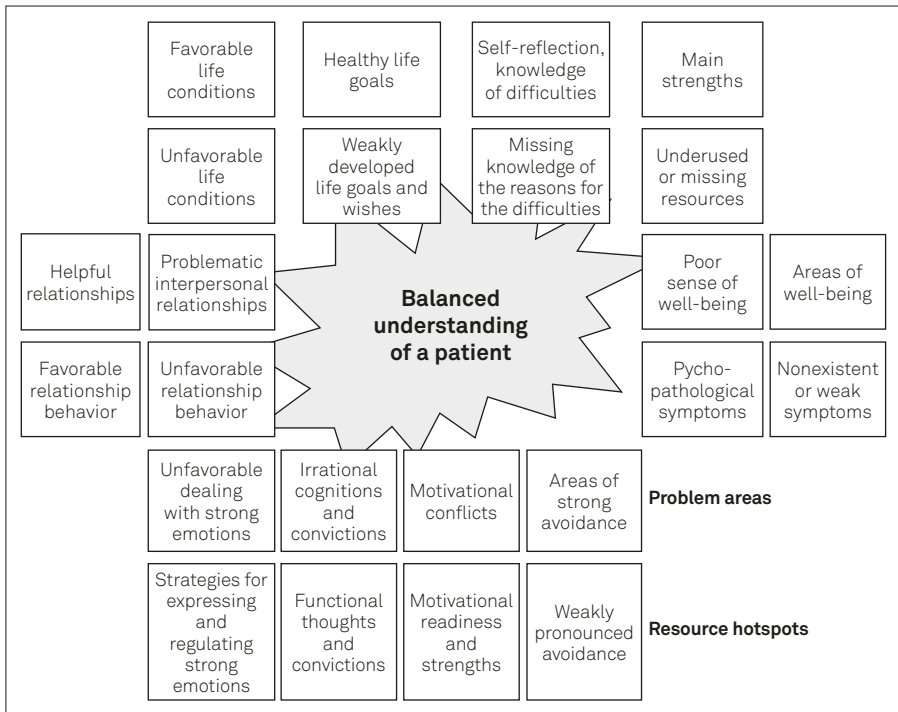 Favorable
life
conditions
Healthy life
goals
Self-reflection,
knowledge
of difficulties
Main
strengths
Unfavorable
life
conditions
Weakly
developed
life goals and
wishes
Missing
knowledge of
the reasons for
the difficulties
Underused
or missing
resources
Helpful
relationships
Problematic
interpersonal
relationships
Balanced
understanding
of a patient
Poor
sense of
well-being
Areas of
well-being
Favorable
relationship
behavior
Unfavorable
relationship
behavior
Pycho-
pathological
symptoms
Nonexistent
or weak
symptoms
Unfavorable
dealing
with strong
emotions
Irrational
cognitions
and
convictions
Motivational
conflicts
Areas of
strong
avoidance
Problem areas
Strategies for
expressing
and
regulating
strong
emotions
Functional
thoughts
and
convictions
Motivational
readiness
and
strengths
Weakly
pronounced
avoidance
Resource hotspots